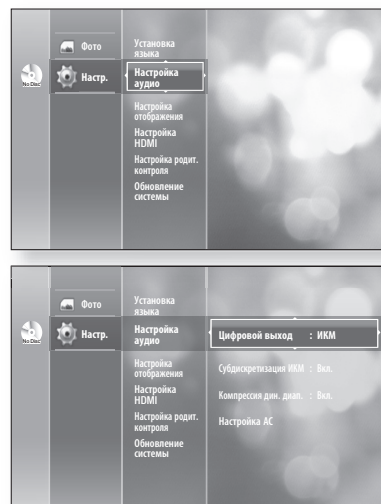 Фото
Настр.
No Disc
Установка
языка
Настройка
аудио
Настройка
отображения
Настройка
HDMI
Настройка родит.
контроля
Обновление
системы
Фото
Настр.
No Disc
Установка
языка
Настройка
аудио
Настройка
отображения
Настройка
HDMI
Настройка родит.
контроля
Обновление
системы
Цифровой выход : ИКМ
Субдискретизация ИКМ : Вкл.
Компрессия дин. диап. : Вкл.
Настройка АС